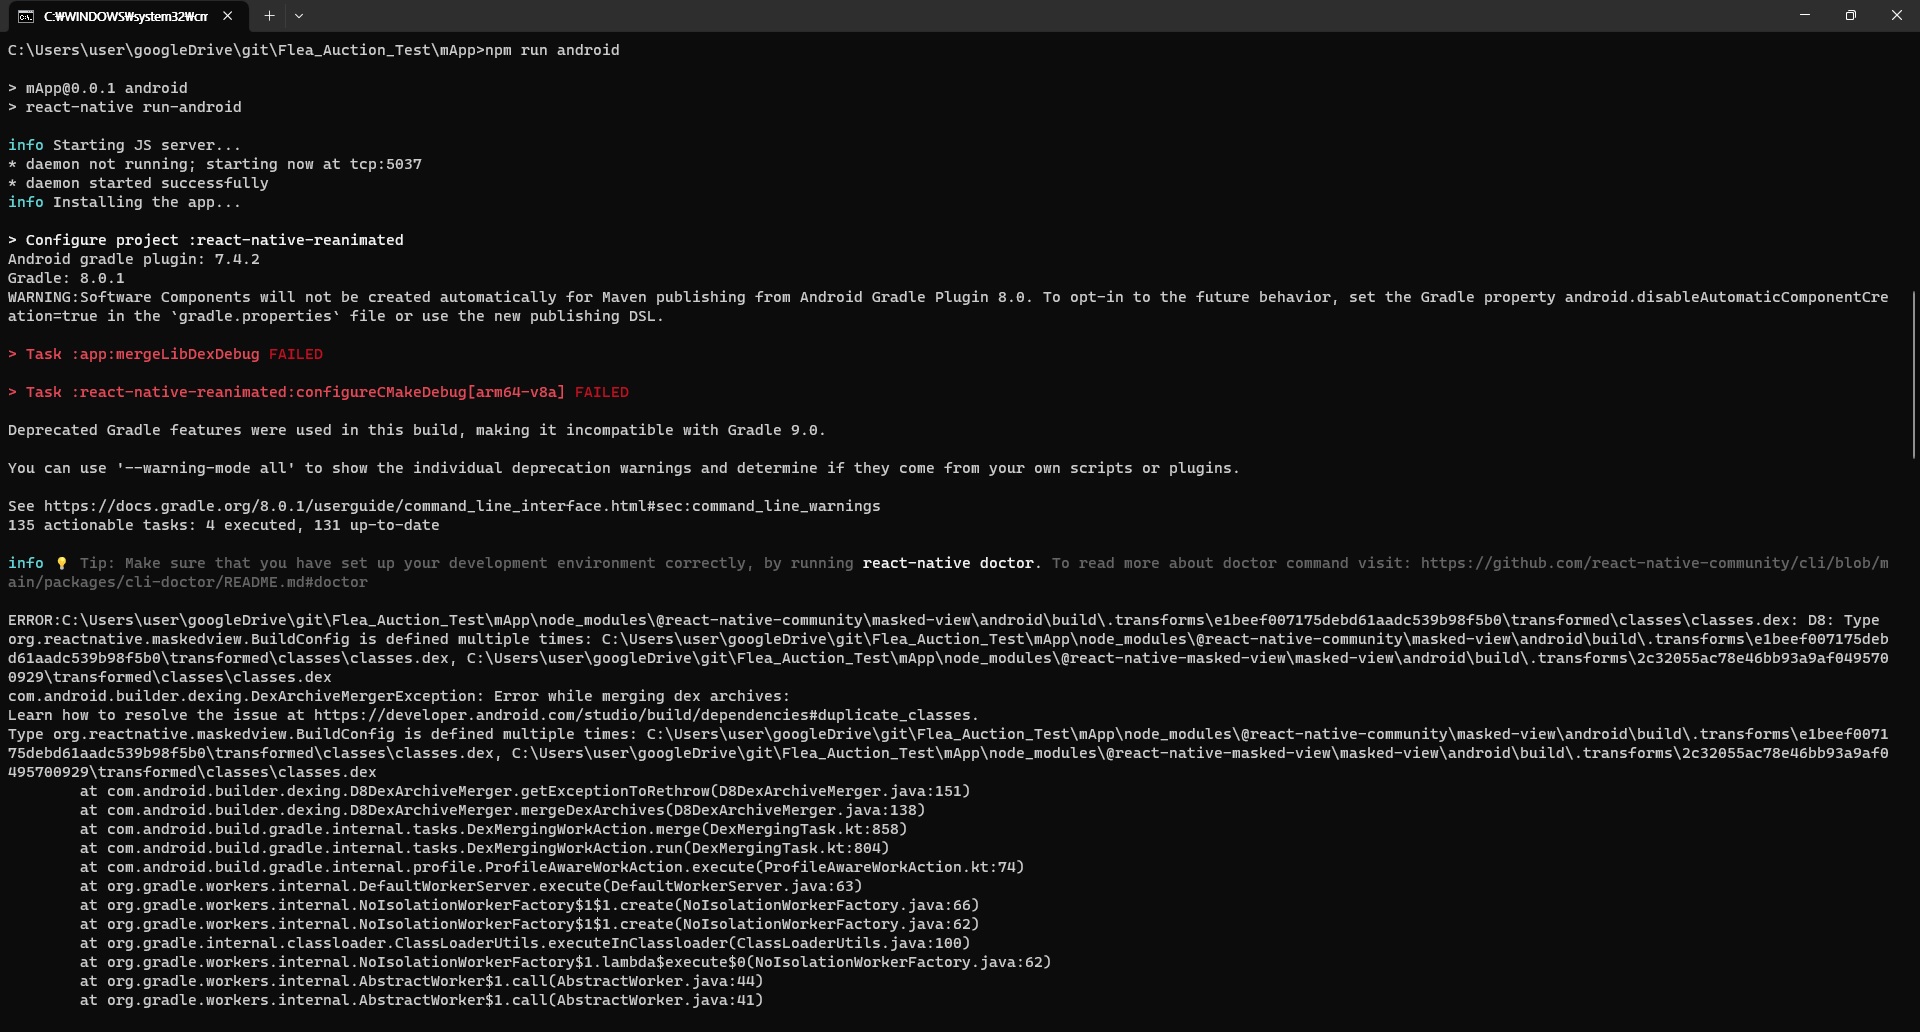 C:₩WINDOWS₩system32₩cm
C:\Users\user\googleDrive\git\Flea_Auction_Test\mApp>npm run android
> mApp@0.0.1 android
> react-native run-android
info Starting JS server...
* daemon not running; starting now at tcp:5037
* daemon started successfully
info Installing the app...
> Configure project :react-native-reanimated
Android gradle plugin: 7.4.2
Gradle: 8.0.1
WARNING:Software Components will not be created automatically for Maven publishing from Android Gradle Plugin 8.0. To opt-in to the future behavior, set the Gradle property android.disableAutomaticComponentCre
ation=true in the `gradle.properties` file or use the new publishing DSL.
> Task :app:mergeLibDexDebug FAILED
> Task :react-native-reanimated:configureCMakeDebug[arm64-v8a] FAILED
Deprecated Gradle features were used in this build, making it incompatible with Gradle 9.0.
You can use '--warning-mode all' to show the individual deprecation warnings and determine if they come from your own scripts or plugins.
See https://docs.gradle.org/8.0.1/userguide/command_line_interface.html#sec:command_line_warnings
135 actionable tasks: 4 executed, 131 up-to-date
info 💡 Tip: Make sure that you have set up your development environment correctly, by running react-native doctor. To read more about doctor command visit: https://github.com/react-native-community/cli/blob/m
ain/packages/cli-doctor/README.md#doctor
ERROR:C:\Users\user\googleDrive\git\Flea_Auction_Test\mApp\node_modules\@react-native-community\masked-view\android\build\.transforms\e1beef007175debd61aadc539b98f5b0\transformed\classes\classes.dex: D8: Type
org.reactnative.maskedview.BuildConfig is defined multiple times: C:\Users\user\googleDrive\git\Flea_Auction_Test\mApp\node_modules\@react-native-community\masked-view\android\build\.transforms\e1beef007175deb
d61aadc539b98f5b0\transformed\classes\classes.dex, C:\Users\user\googleDrive\git\Flea_Auction_Test\mApp\node_modules\@react-native-masked-view\masked-view\android\build\.transforms\2c32055ac78e46bb93a9af049570
0929\transformed\classes\classes.dex
com.android.builder.dexing.DexArchiveMergerException: Error while merging dex archives:
Learn how to resolve the issue at https://developer.android.com/studio/build/dependencies#duplicate_classes.
Type org.reactnative.maskedview.BuildConfig is defined multiple times: C:\Users\user\googleDrive\git\Flea_Auction_Test\mApp\node_modules\@react-native-community\masked-view\android\build\.transforms\e1beef0071
75debd61aadc539b98f5b0\transformed\classes\classes.dex, C:\Users\user\googleDrive\git\Flea_Auction_Test\mApp\node_modules\@react-native-masked-view\masked-view\android\build\.transforms\2c32055ac78e46bb93a9af0
495700929\transformed\classes\classes.dex
at com.android.builder.dexing.D8DexArchiveMerger.getExceptionToRethrow(D8DexArchiveMerger.java:151)
at com.android.builder.dexing.D8DexArchiveMerger.mergeDexArchives(D8DexArchiveMerger.java:138)
at com.android.build.gradle.internal.tasks.DexMergingWorkAction.merge(DexMergingTask.kt:858)
at com.android.build.gradle.internal.tasks.DexMergingWorkAction.run(DexMergingTask.kt:804)
at com.android.build.gradle.internal.profile.ProfileAwareWorkAction.execute(ProfileAwareWorkAction.kt:74)
at org.gradle.workers.internal.DefaultWorkerServer.execute(DefaultWorkerServer.java:63)
at org.gradle.workers.internal.NoIsolationWorkerFactory$1$1.create(NoIsolationWorkerFactory.java:66)
at org.gradle.workers.internal.NoIsolationWorkerFactory$1$1.create(NoIsolationWorkerFactory.java:62)
at org.gradle.internal.classloader.ClassLoaderUtils.executeInClassloader(ClassLoaderUtils.java:100)
at org.gradle.workers.internal.NoIsolationWorkerFactory$1.lambda$execute$0(NoIsolationWorkerFactory.java:62)
at org.gradle.workers.internal.AbstractWorker$1.call(AbstractWorker.java:44)
at org.gradle.workers.internal.AbstractWorker$1.call(AbstractWorker.java:41)